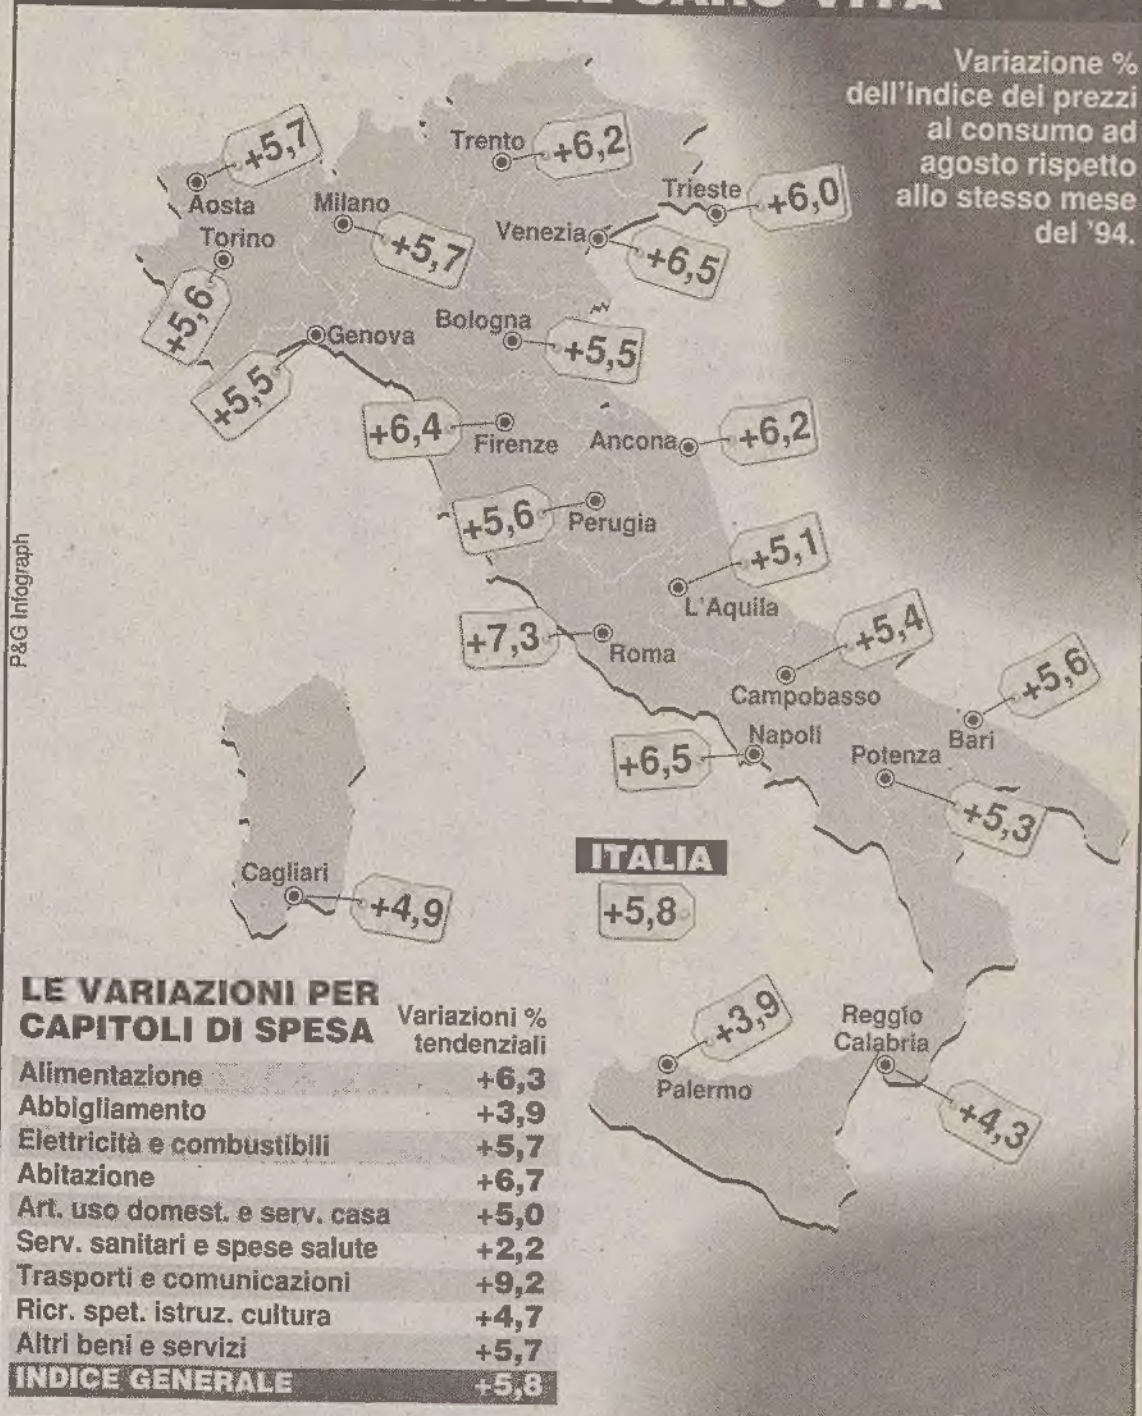 CARO VITA
Variazione %
dell'indice dei prezzi
al consumo ad
agosto rispetto
allo stesso mese
del '94.
+5,7
Aosta
Trento
+6,2
Trieste
+6,0
Milano
+5,7
Venezia
+6,5
Torino
+5,6
Genova
+5,5
Bologna
+5,5
+6,4
Firenze
Ancona
+6,2
+5,6
Perugia
+5,1
L'Aquila
+7,3
Roma
+5,4
Campobasso
+5,6
Bari
Napoli
+6,5
Potenza
+5,3
P&G Infograph
ITALIA
+5,8
Cagliari
+4,9
+3,9
Palermo
Reggio
Calabria
+4,3
LE VARIAZIONI PER
CAPITOLI DI SPESA
Variazioni %
tendenziali
Alimentazione +6,3
Abbigliamento +3,9
Elettricità e combustibili +5,7
Abitazione +6,7
Art. uso domest. e serv. casa +5,0
Serv. sanitari e spese salute +2,2
Trasporti e comunicazioni +9,2
Ricr. spet. istruz. cultura +4,7
Altri beni e servizi +5,7
INDICE GENERALE +5,8